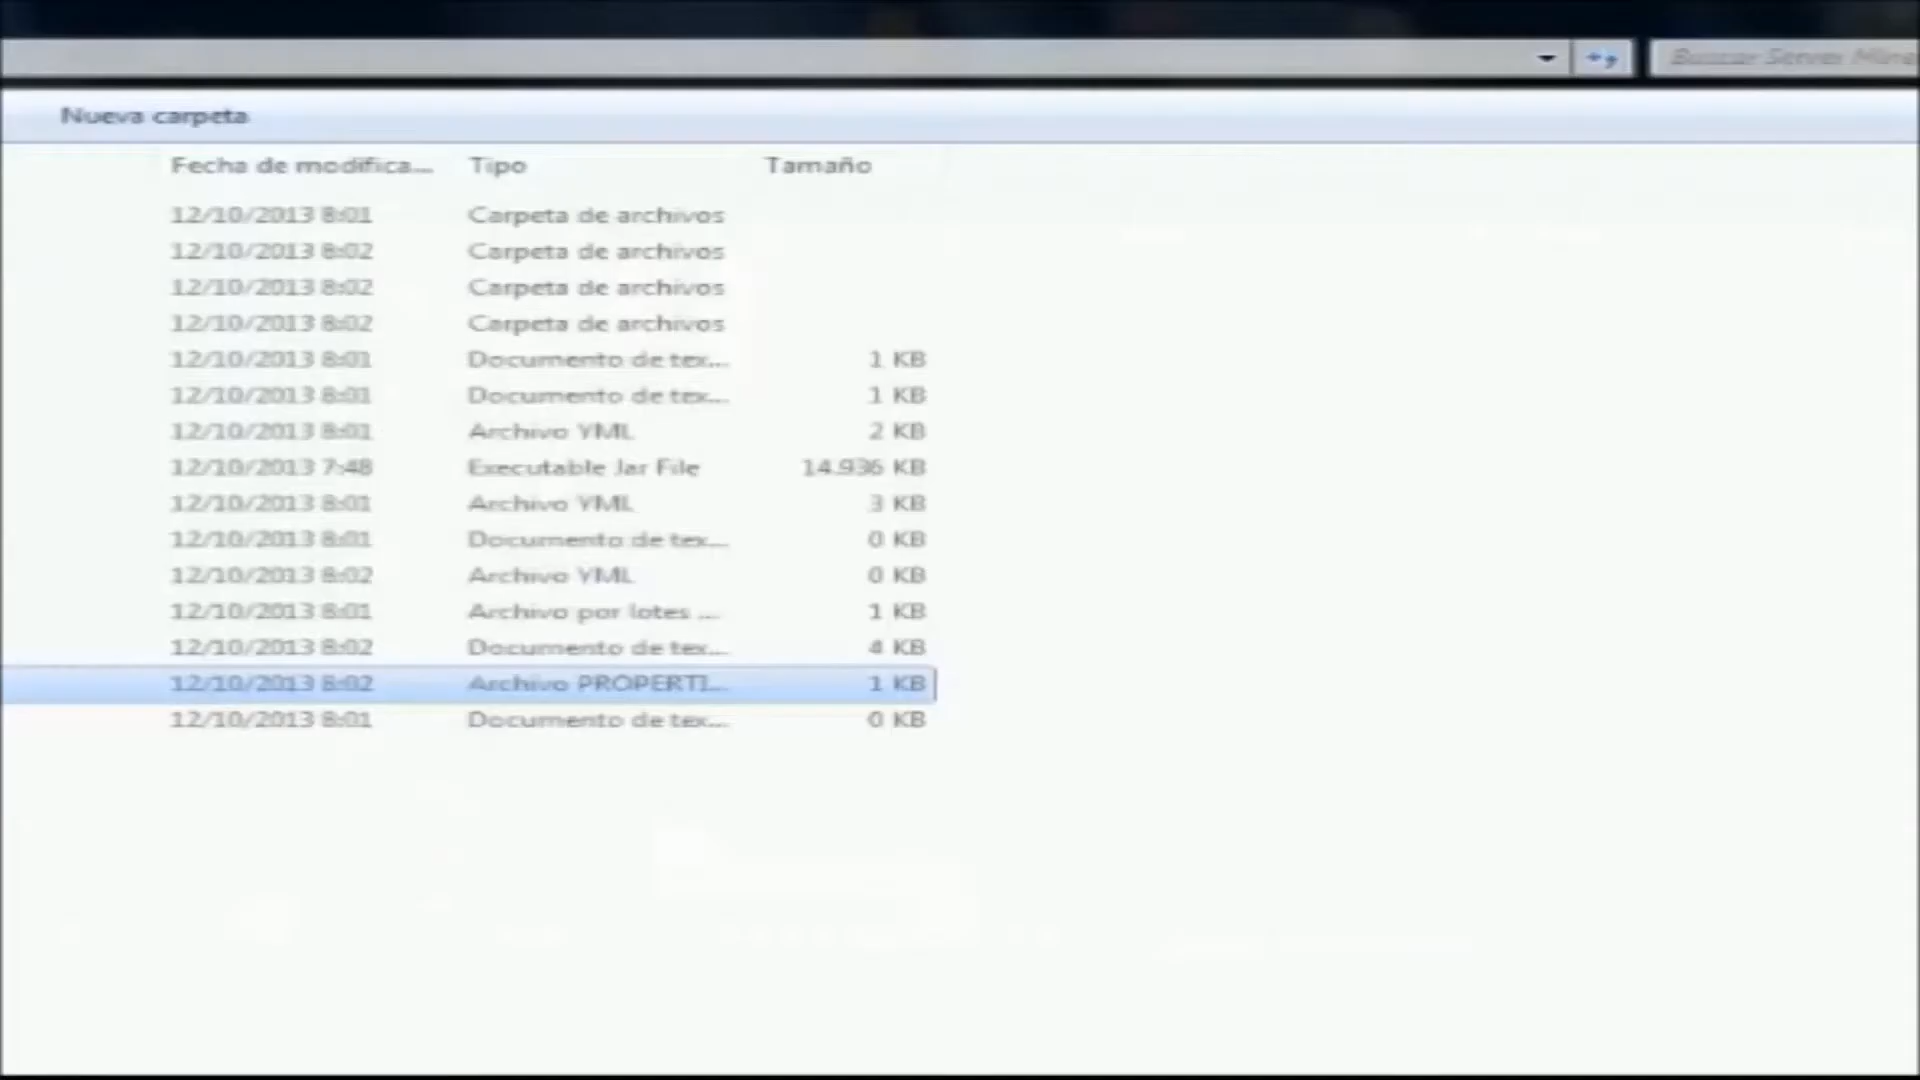 Buscar Server Mine
Nueva carpeta
Fecha de modifica... Tipo Tamaño
12/10/2013 8:01 Carpeta de archivos
12/10/2013 8:02 Carpeta de archivos
12/10/2013 8:02 Carpeta de archivos
12/10/2013 8:02 Carpeta de archivos
12/10/2013 8:01 Documento de tex... 1 KB
12/10/2013 8:01 Documento de tex... 1 KB
12/10/2013 8:01 Archivo YML 2 KB
12/10/2013 7:48 Executable Jar File 14.936 KB
12/10/2013 8:01 Archivo YML 3 KB
12/10/2013 8:01 Documento de tex... 0 KB
12/10/2013 8:02 Archivo YML 0 KB
12/10/2013 8:01 Archivo por lotes ... 1 KB
12/10/2013 8:02 Documento de tex... 4 KB
12/10/2013 8:02 Archivo PROPERTI... 1 KB
12/10/2013 8:01 Documento de tex... 0 KB